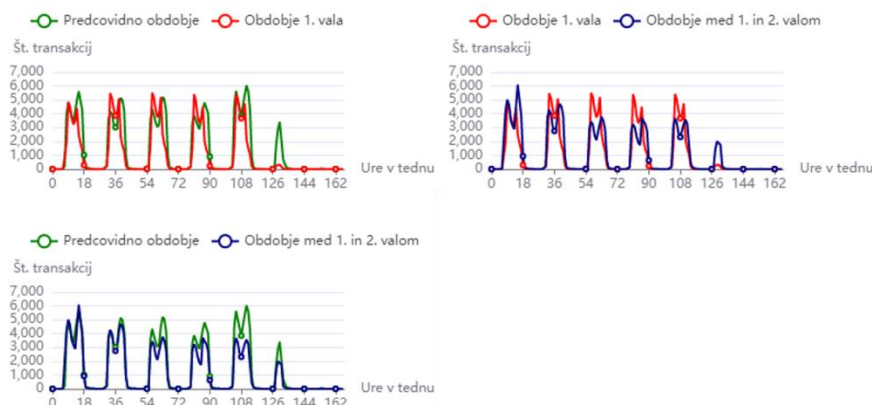 Predcovidno obdobje Obdobje 1. vala
Št. transakcij
7,000
6,000
5,000
4,000
3,000
2,000
1,000
0
0 18 36 54 72 90 108 126 144 162
Ure v tednu
Obdobje 1. vala Obdobje med 1. in 2. valom
Št. transakcij
7,000
6,000
5,000
4,000
3,000
2,000
1,000
0
0 18 36 54 72 90 108 126 144 162
Ure v tednu
Predcovidno obdobje Obdobje med 1. in 2. valom
Št. transakcij
7,000
6,000
5,000
4,000
3,000
2,000
1,000
0
0 18 36 54 72 90 108 126 144 162
Ure v tednu